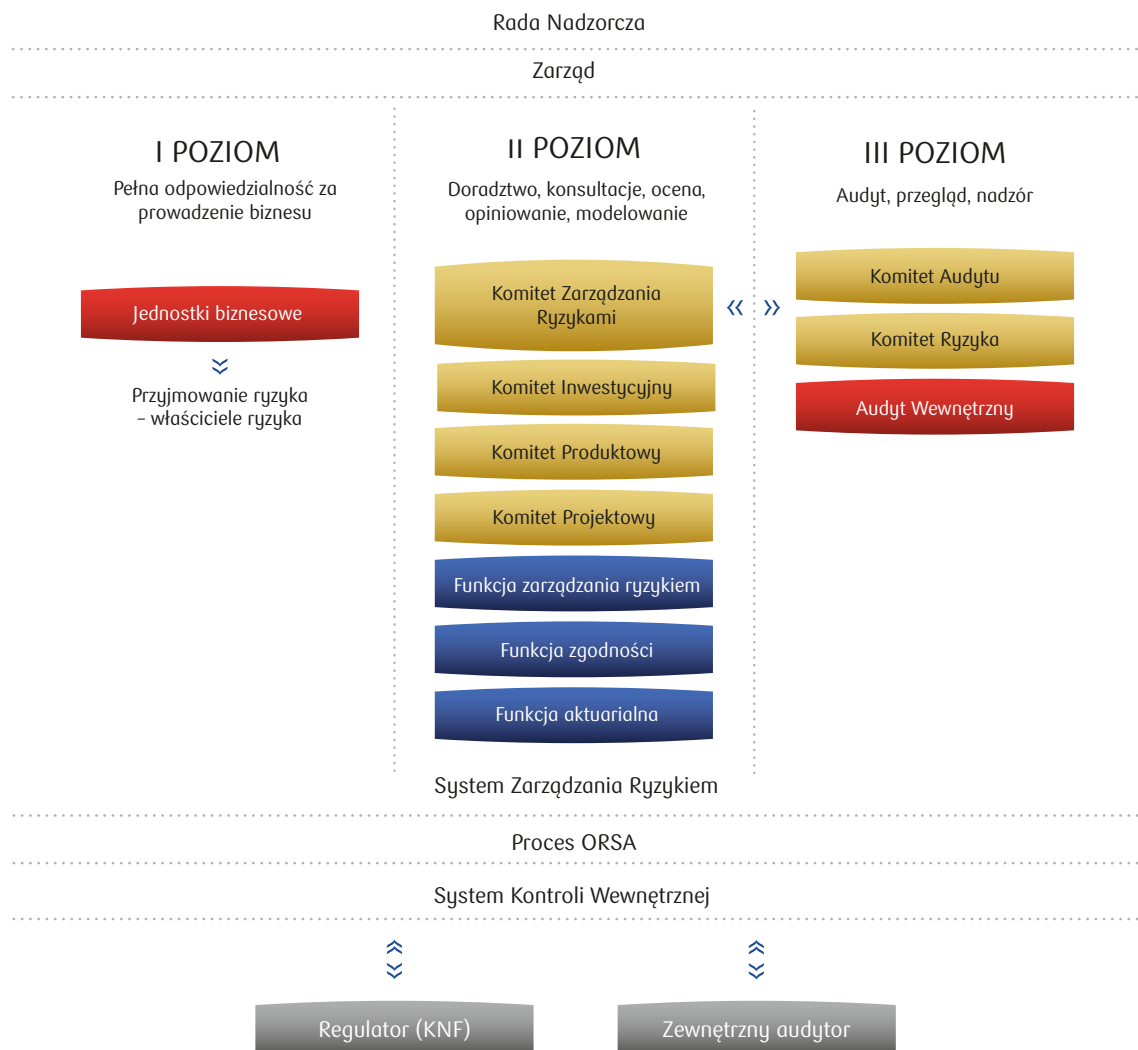 Rada Nadzorcza
Zarząd
I POZIOM
Pełna odpowiedzialność za
prowadzenie biznesu
Jednostki biznesowe
Przyjmowanie ryzyka
– właściciele ryzyka
II POZIOM
Doradztwo, konsultacje, ocena,
opiniowanie, modelowanie
Komitet Zarządzania
Ryzykami
Komitet Inwestycyjny
Komitet Produktowy
Komitet Projektowy
Funkcja zarządzania ryzykiem
Funkcja zgodności
Funkcja aktuarialna
III POZIOM
Audyt, przegląd, nadzór
Komitet Audytu
Komitet Ryzyka
Audyt Wewnętrzny
System Zarządzania Ryzykiem
Proces ORSA
System Kontroli Wewnętrznej
Regulator (KNF)
Zewnętrzny audytor